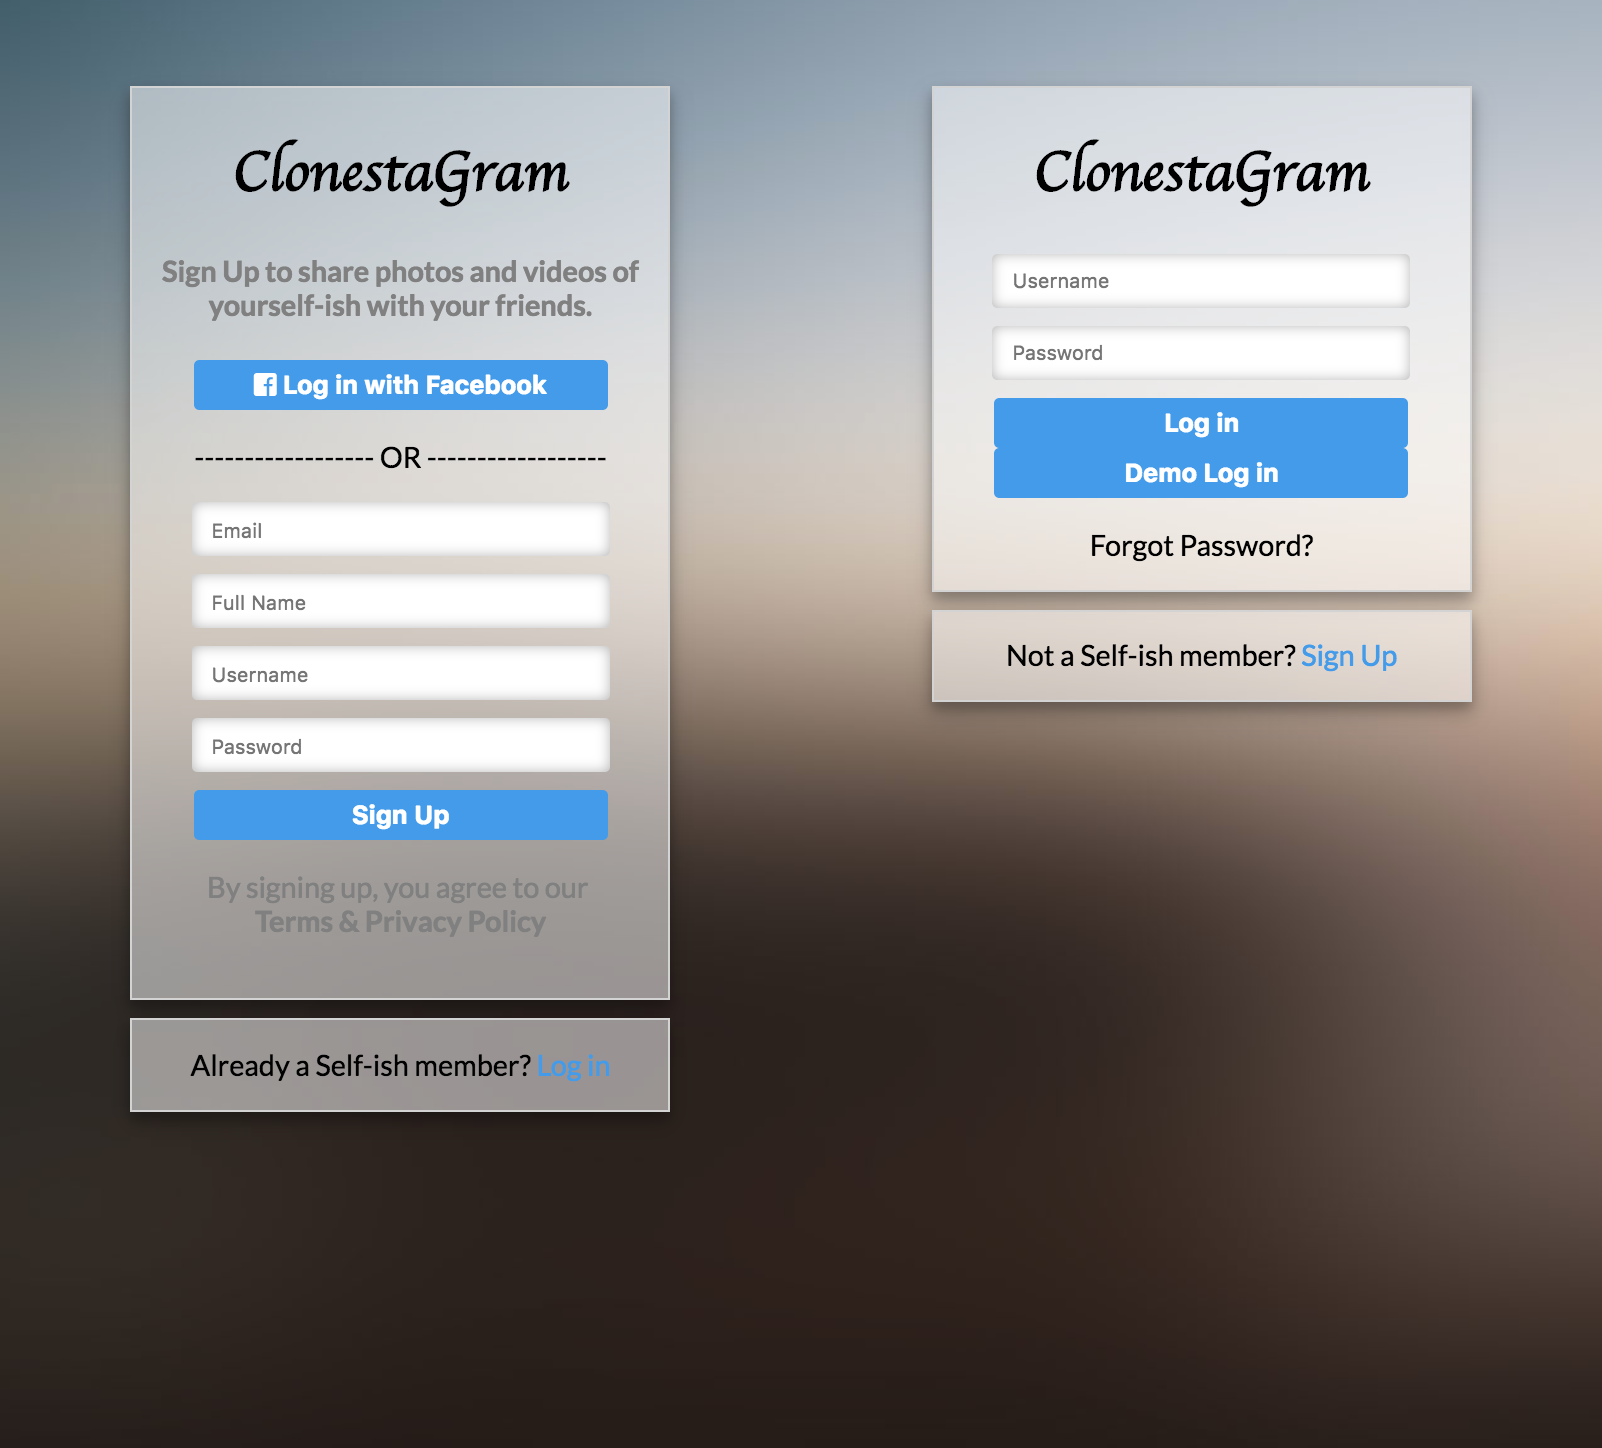 ClonestaGram
Sign Up to share photos and videos of
yourself-ish with your friends.
Log in with Facebook
------------------ OR ------------------
Email
Full Name
Username
Password
Sign Up
By signing up, you agree to our
Terms & Privacy Policy
Already a Self-ish member? Log in
ClonestaGram
Username
Password
Log in
Demo Log in
Forgot Password?
Not a Self-ish member? Sign Up